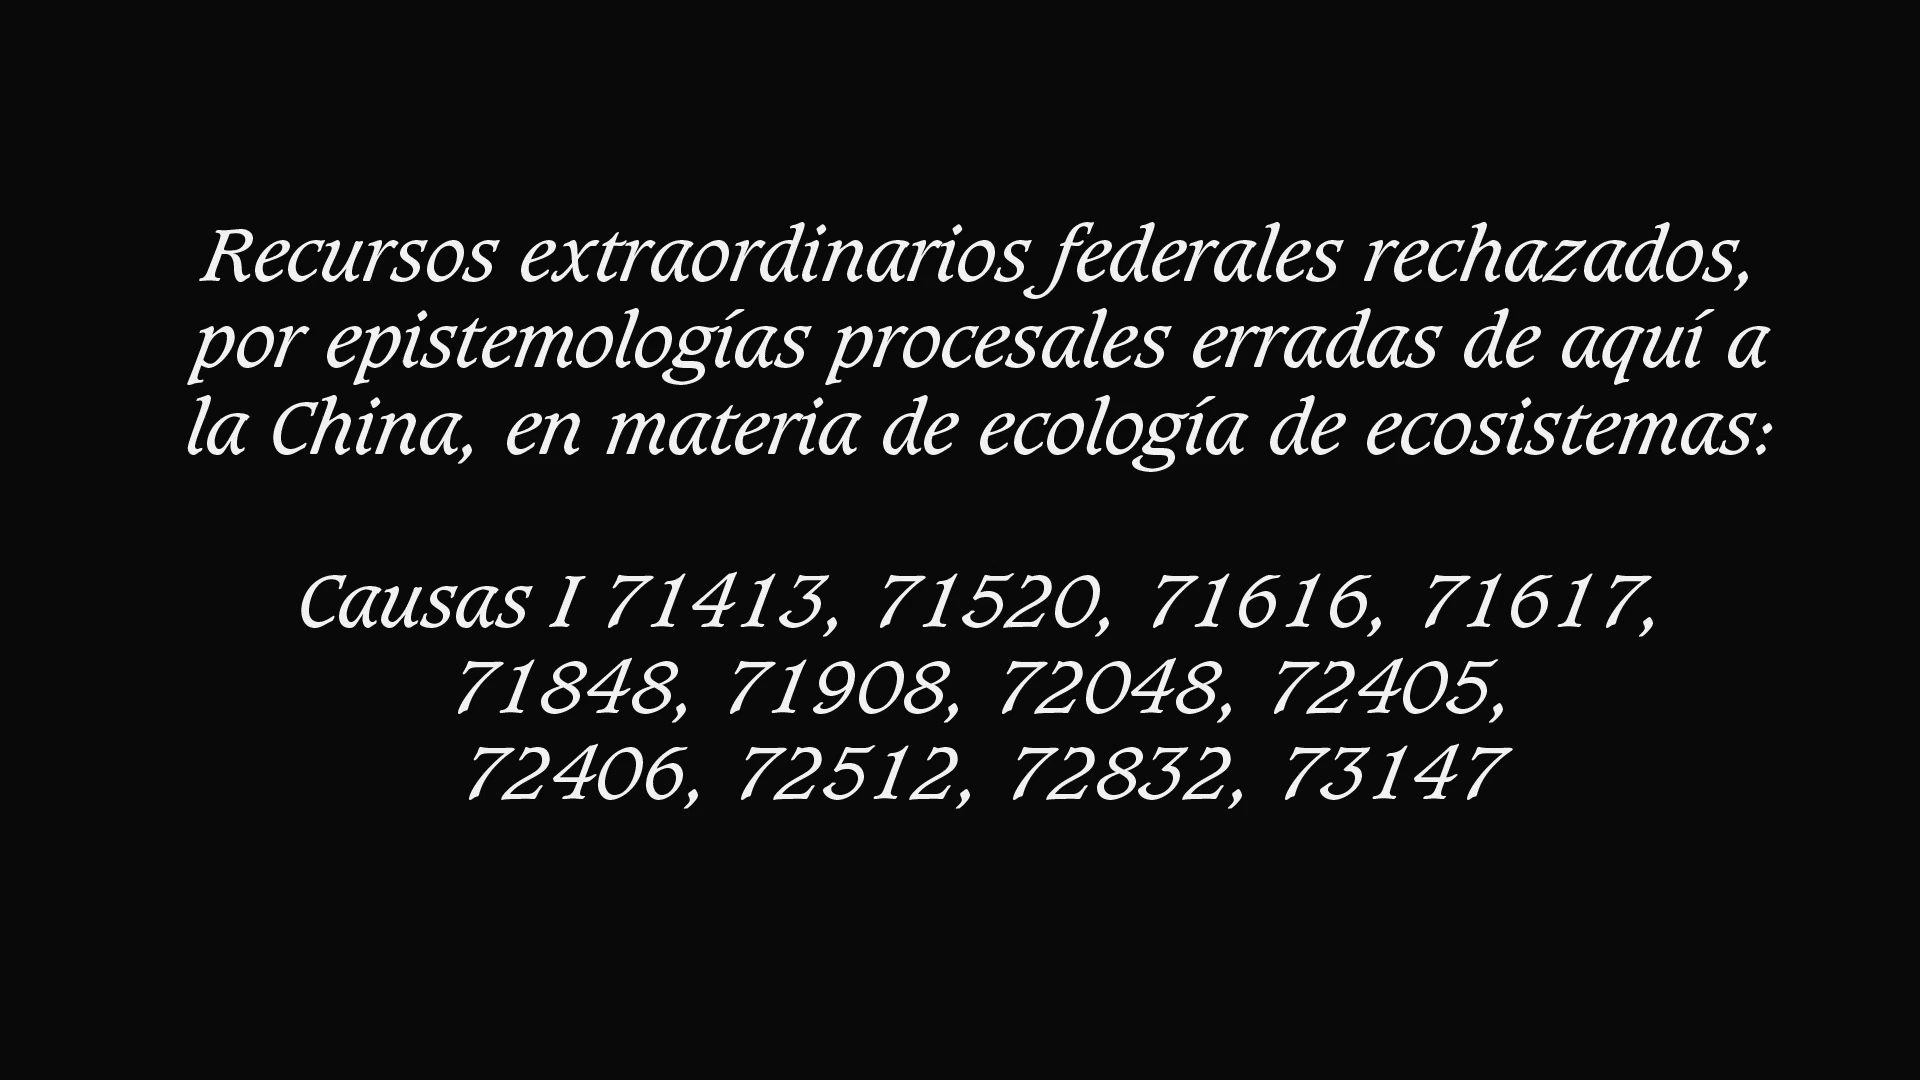 Recursos extraordinarios federales rechazados,
por epistemologías procesales erradas de aquí a
la China, en materia de ecología de ecosistemas:
Causas I 71413, 71520, 71616, 71617,
71848, 71908, 72048, 72405,
72406, 72512, 72832, 73147